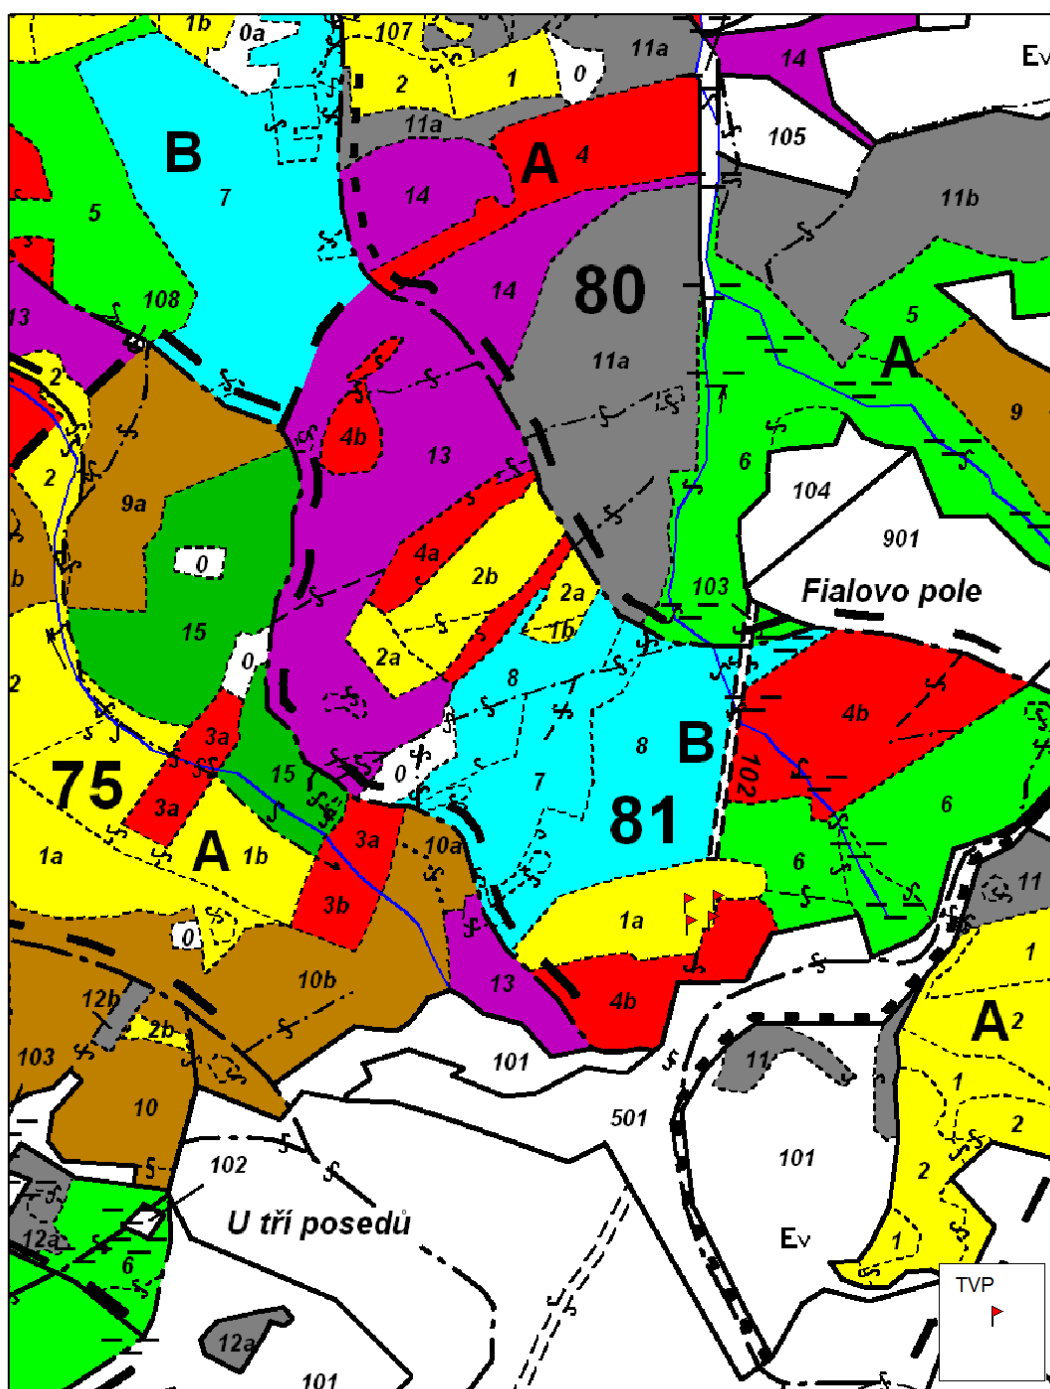 1b
0a
107
11a
14
Ev
2
1
0
11a
105
B
A
4
7
14
11b
5
108
14
80
5
13
11a
A
2
9
4b
13
6
2
9a
104
901
4a
b
0
2b
2a
103
Fialovo pole
15
1b
2a
0
8
2
3a
4b
8
B
0
15
7
102
75
3a
6
81
3a
10a
6
1a
A
1b
11
3b
1a
0
1
10b
13
12b
4b
A
2
2b
103
101
11
1
10
501
2
102
101
2
U tří posedů
12a
Ev
1
6
TVP
12a
101